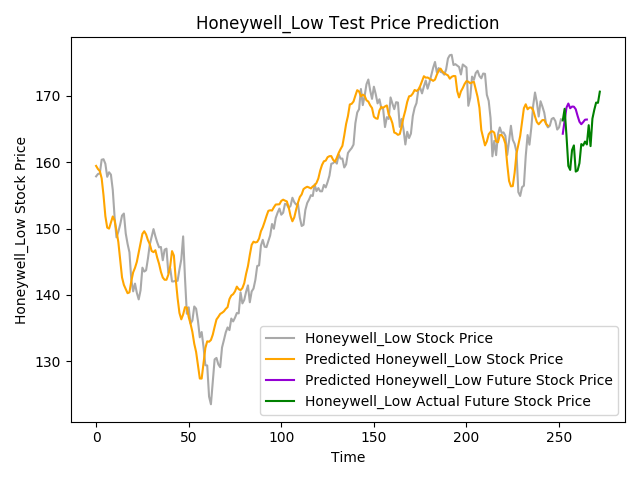 Honeywell_Low Test Price Prediction
Honeywell_Low Stock Price
170
160
150
140
130
Honeywell_Low Stock Price
Predicted Honeywell_Low Stock Price
Predicted Honeywell_Low Future Stock Price
Honeywell_Low Actual Future Stock Price
0 50 100 150 200 250
Time